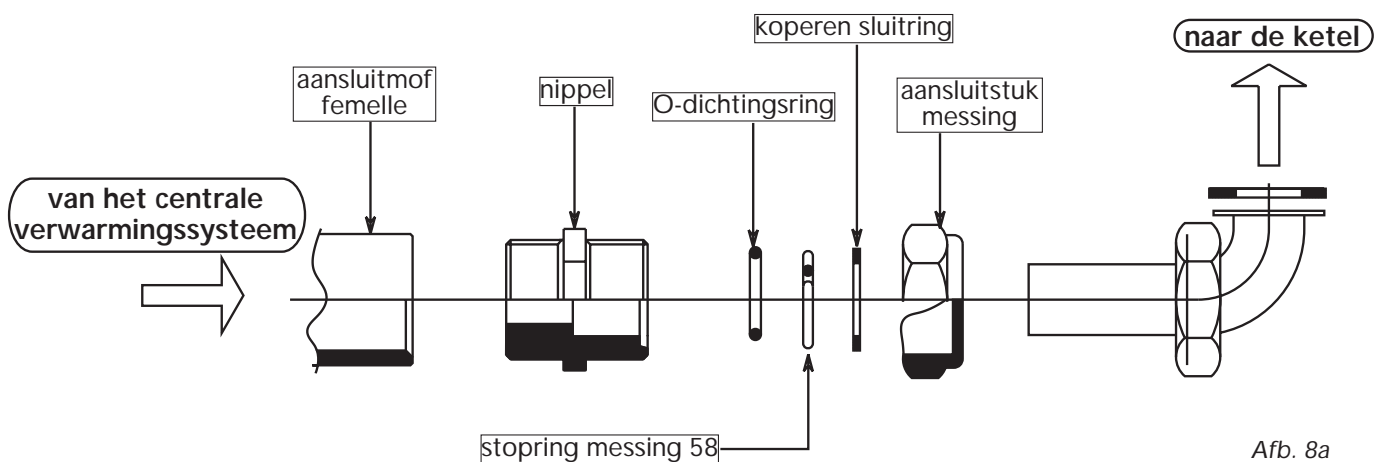 koperen sluitring
naar de ketel
aansluitmof
femelle
nippel
O-dichtingsring
aansluitstuk
messing
van het centrale
verwarmingssysteem
stopring messing 58
Afb. 8a